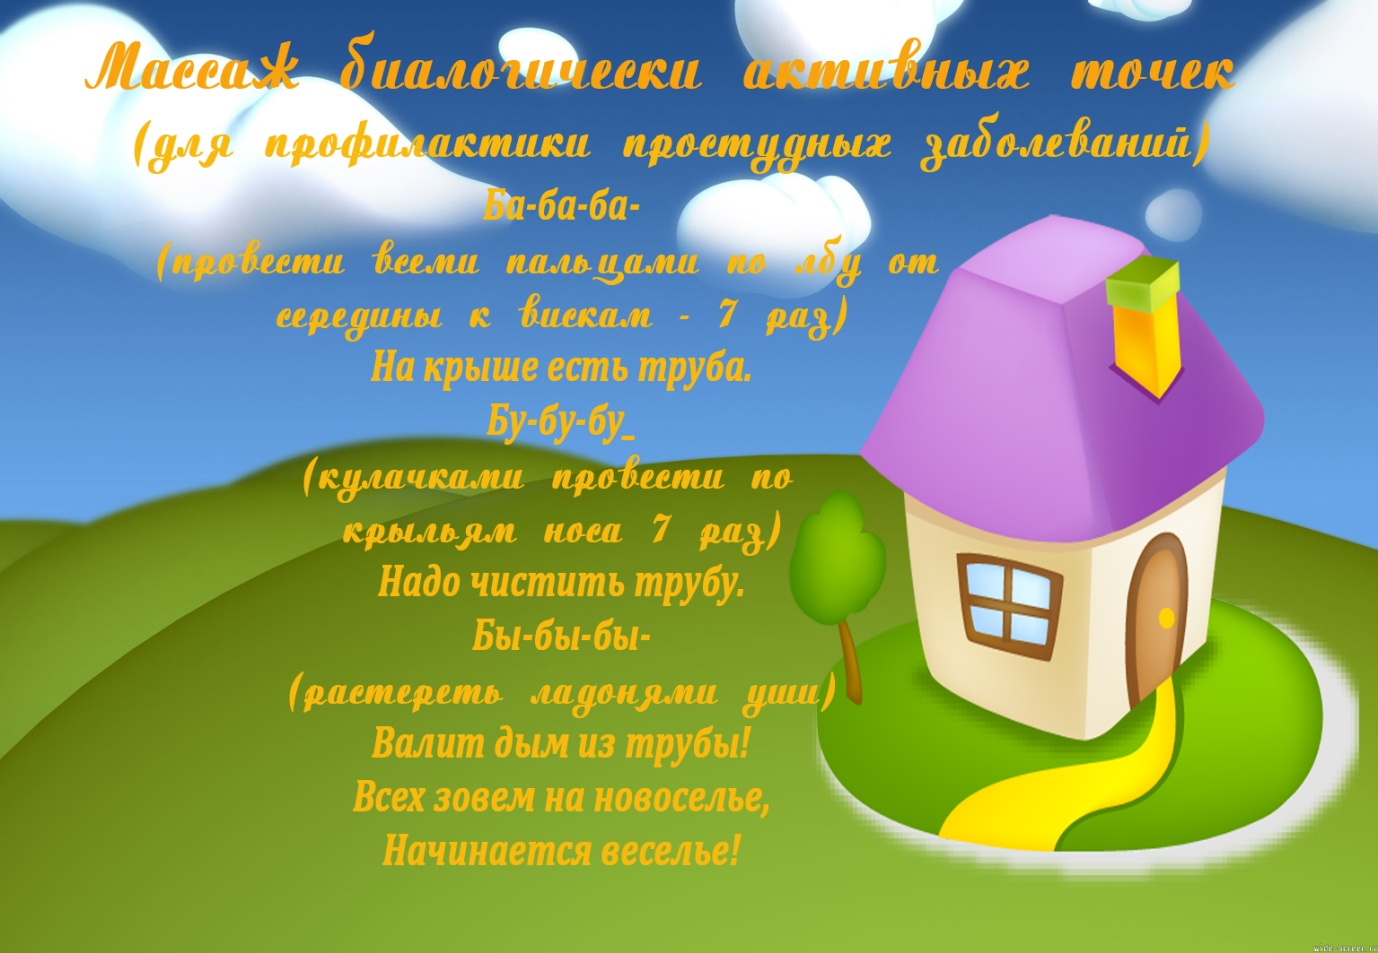 Массаж биалогически активных точек
(для профилактики простудных заболеваний)
Ба-ба-ба-
(провести всеми пальцами по лбу от
середины к вискам - 7 раз)
На крыше есть труба.
Бу-бу-бу_
(кулачками провести по
крыльям носа 7 раз)
Надо чистить трубу.
Бы-бы-бы-
(растереть ладонями уши)
Валит дым из трубы!
Всех зовем на новоселье,
Начинается веселье!